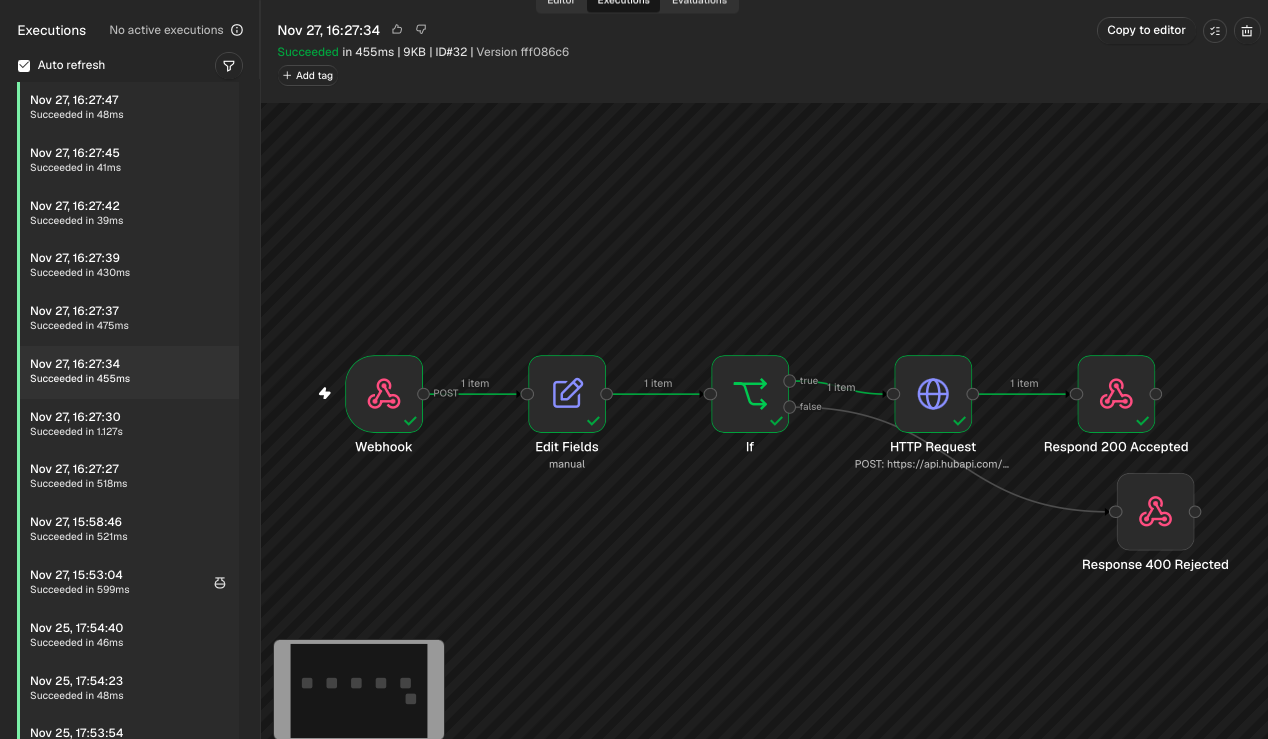 Editor Executions Evaluations
Executions
No active executions
Auto refresh
Nov 27, 16:27:47
Succeeded in 48ms
Nov 27, 16:27:45
Succeeded in 41ms
Nov 27, 16:27:42
Succeeded in 39ms
Nov 27, 16:27:39
Succeeded in 430ms
Nov 27, 16:27:37
Succeeded in 475ms
Nov 27, 16:27:34
Succeeded in 455ms
Nov 27, 16:27:30
Succeeded in 1.127s
Nov 27, 16:27:27
Succeeded in 518ms
Nov 27, 15:58:46
Succeeded in 521ms
Nov 27, 15:53:04
Succeeded in 599ms
Nov 25, 17:54:40
Succeeded in 46ms
Nov 25, 17:54:23
Succeeded in 48ms
Nov 25, 17:53:54
Nov 27, 16:27:34
Succeeded in 455ms | 9KB | ID#32 | Version fff086c6
+ Add tag
Copy to editor
POST
1 item
1 item
true
1 item
false
1 item
Webhook
Edit Fields
manual
If
HTTP Request
POST: https://api.hubapi.com/...
Respond 200 Accepted
Response 400 Rejected